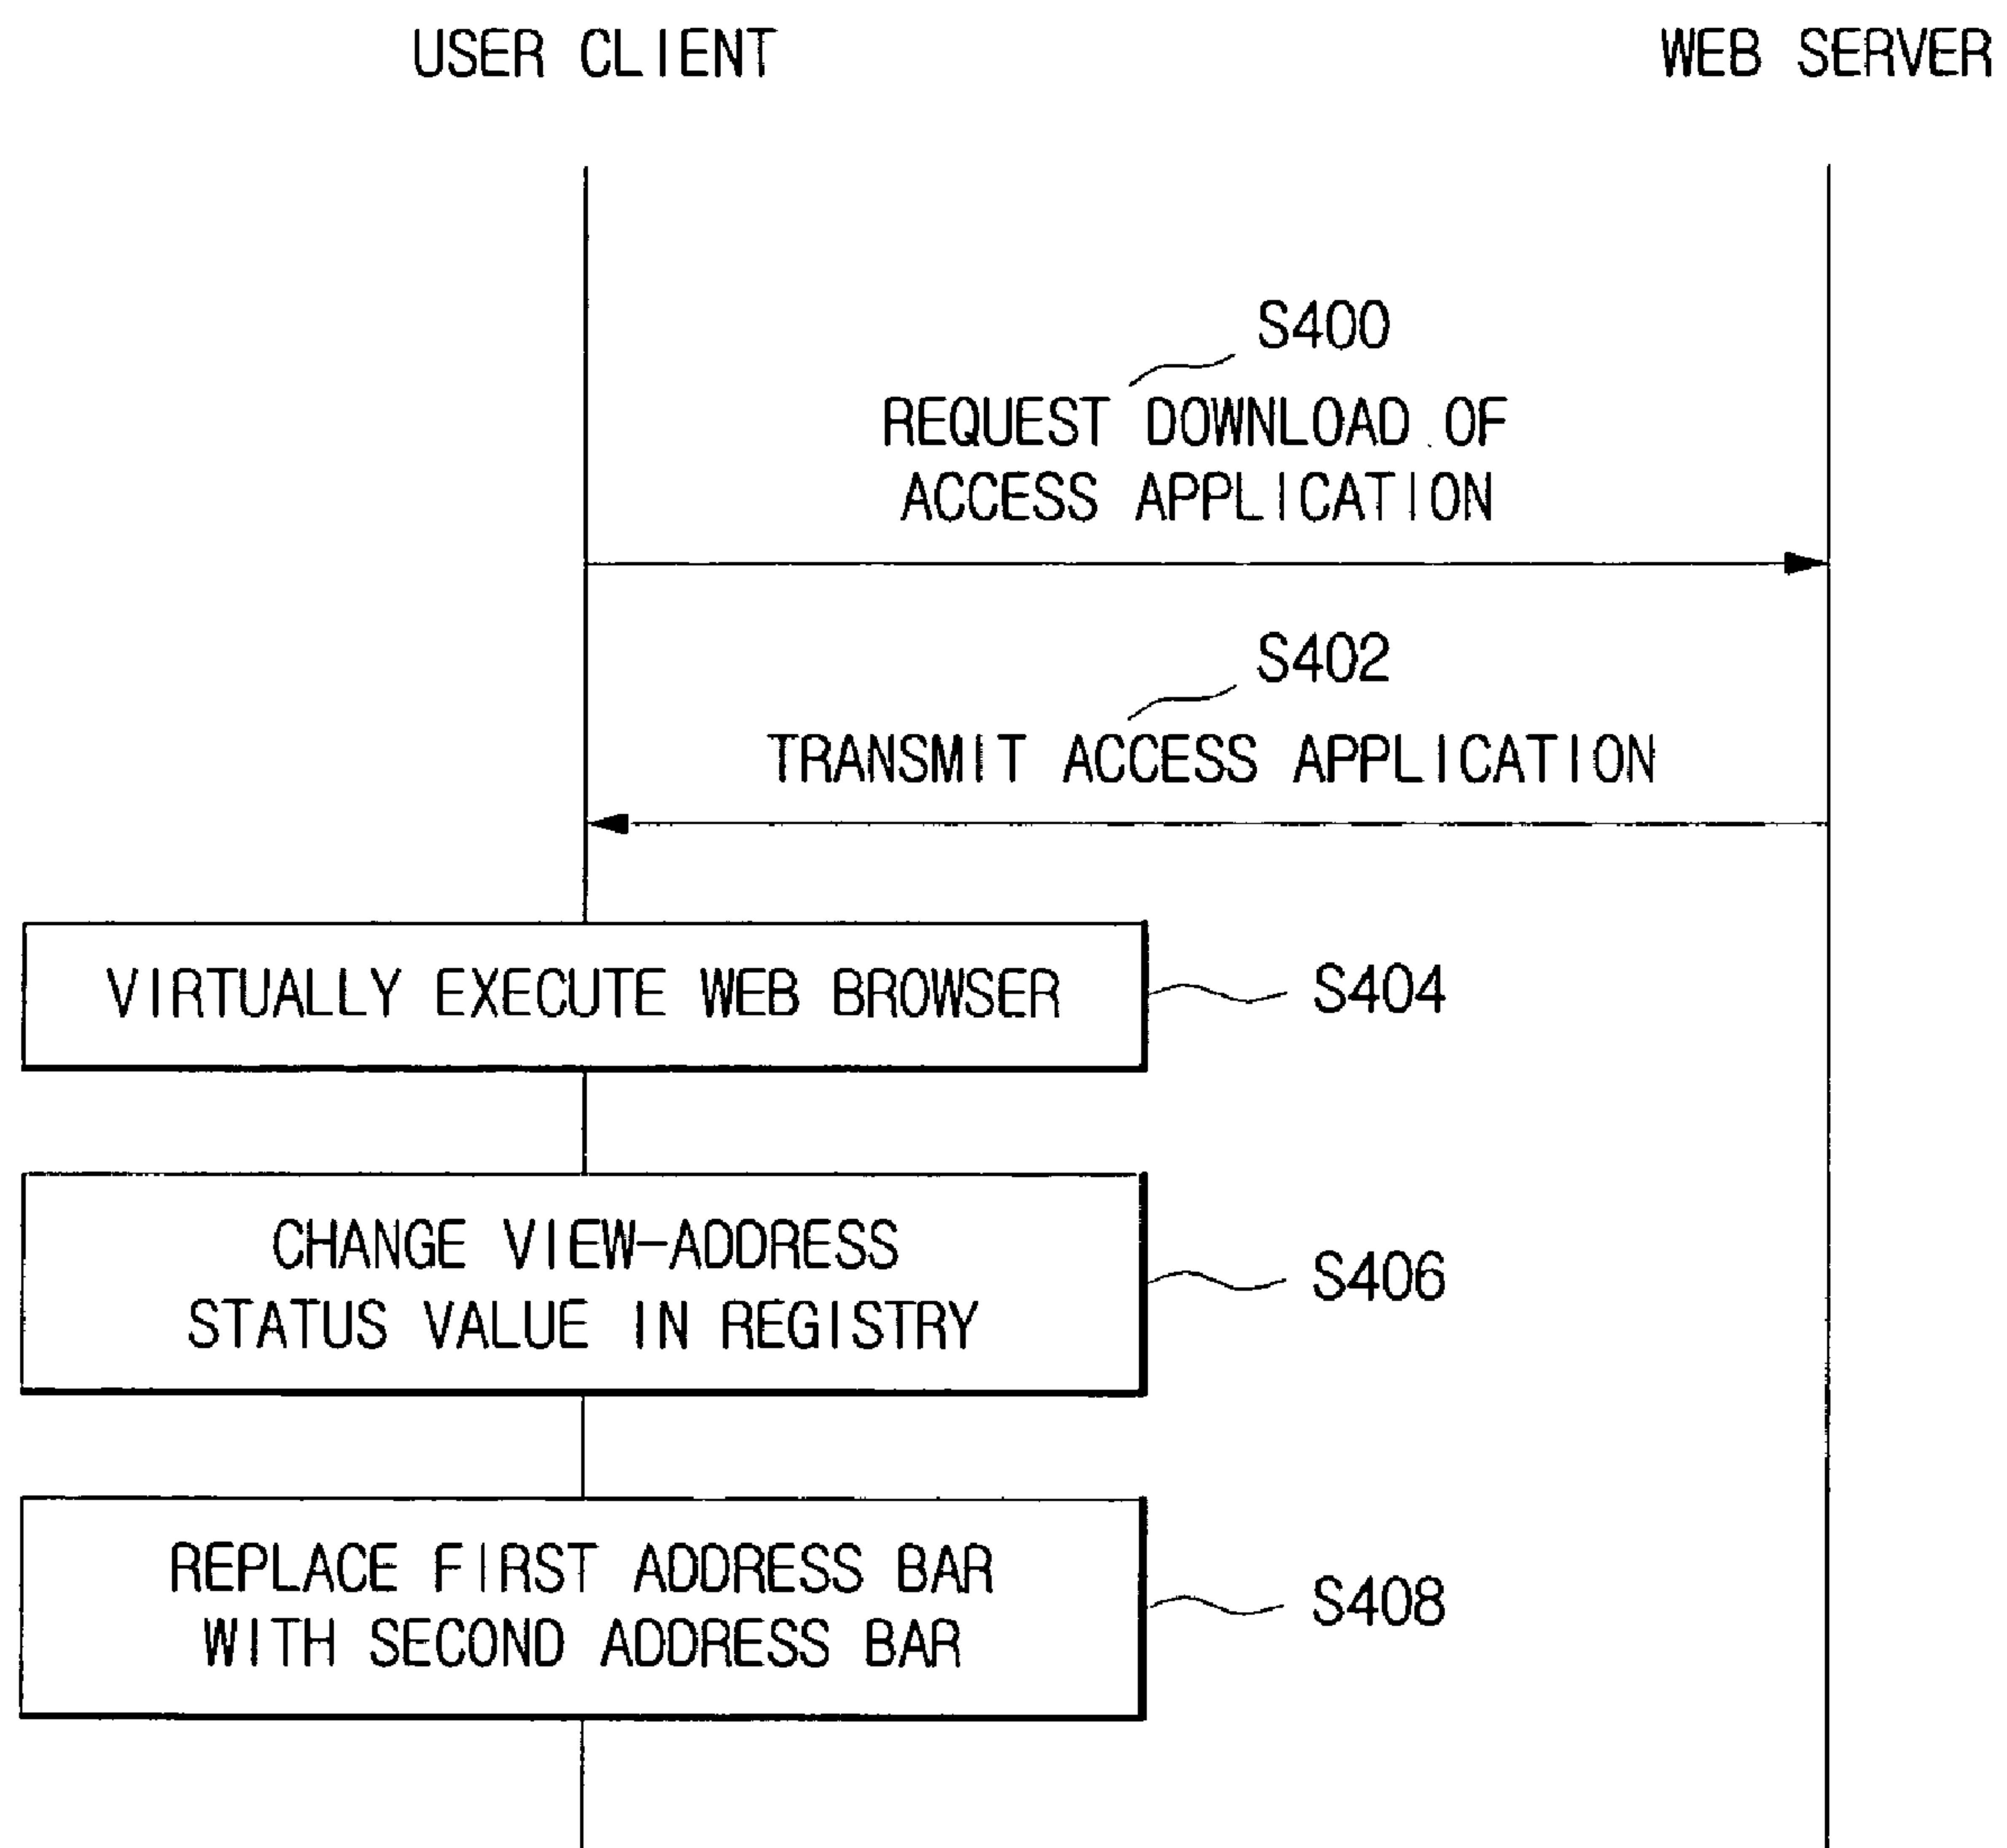 USER CLIENT
WEB SERVER
S400
REQUEST DOWNLOAD OF
ACCESS APPLICATION
S402
TRANSMIT ACCESS APPLICATION
VIRTUALLY EXECUTE WEB BROWSER
S404
CHANGE VIEW-ADDRESS
STATUS VALUE IN REGISTRY
S406
REPLACE FIRST ADDRESS BAR
WITH SECOND ADDRESS BAR
S408